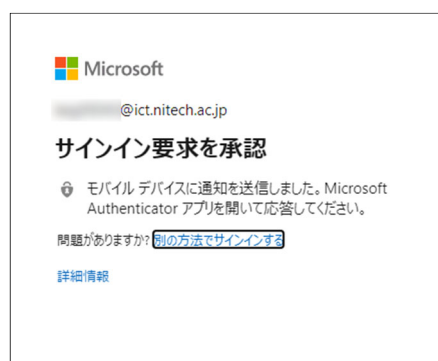 Microsoft
@ict.nitech.ac.jp
サインイン要求を承認
モバイル デバイスに通知を送信しました。Microsoft
Authenticator アプリを開いて応答してください。
問題がありますか? 別の方法でサインインする
詳細情報